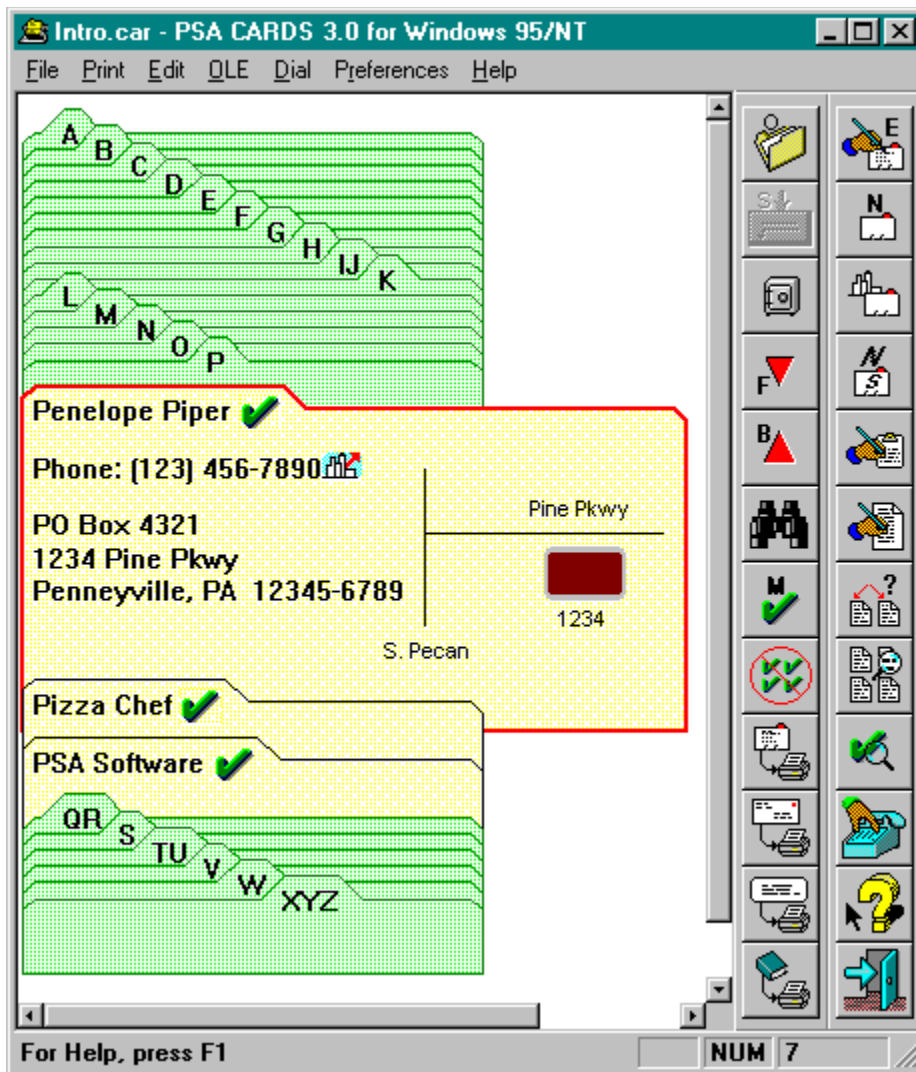 Intro.car - PSA CARDS 3.0 for Windows 95/NT
File Print Edit OLE Dial Preferences Help
A
B
C
D
E
F
G
H
IJ
K
L
M
N
O
P
Penelope Piper
Phone: (123) 456-7890
PO Box 4321
1234 Pine Pkwy
Penneyville, PA 12345-6789
Pine Pkwy
1234
S. Pecan
Pizza Chef
PSA Software
QR
S
TU
V
W
XYZ
O
E
S
N
N
S
F
B
M
?
?
For Help, press F1
NUM 7